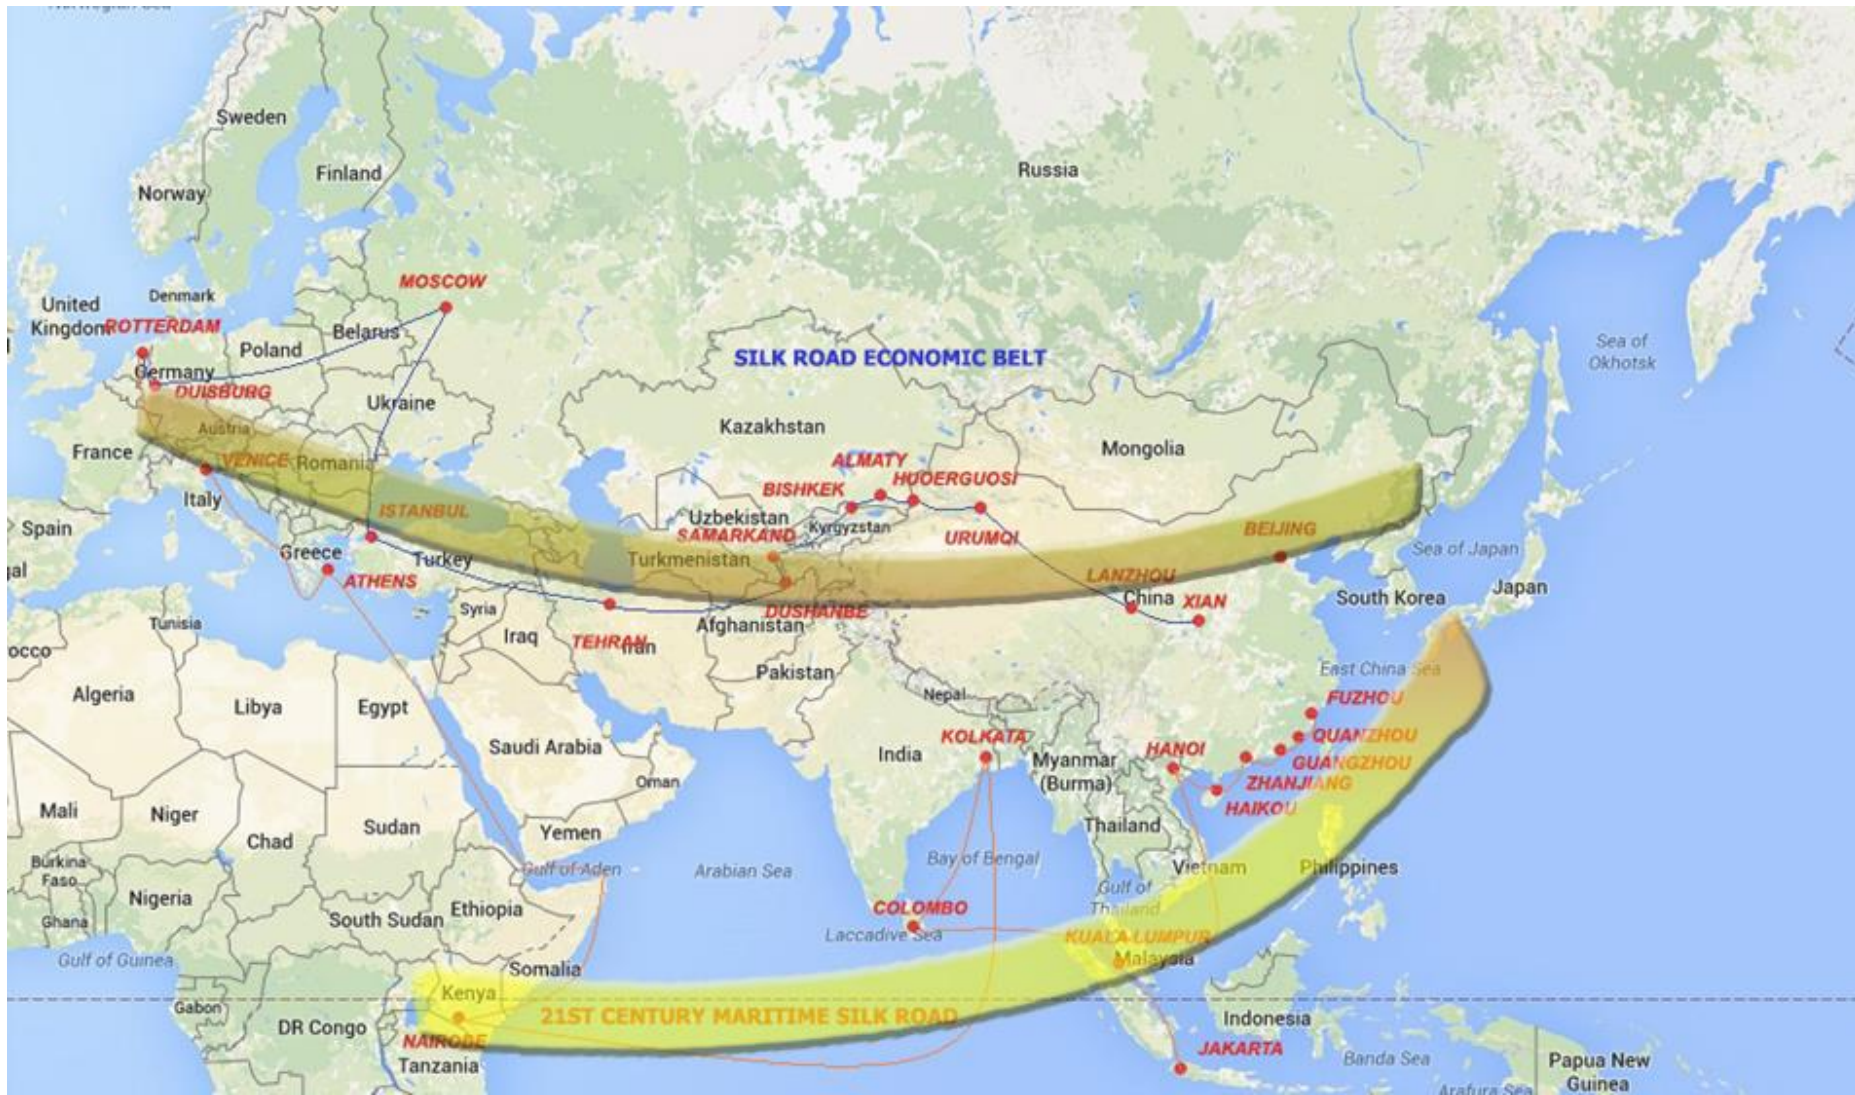 Norwegian Sea
Sweden
Finland
Norway
Russia
MOSCOW
Denmark
United
Kingdom
ROTTERDAM
Belarus
Poland
Sea of
Okhotsk
SILK ROAD ECONOMIC BELT
Germany
DUISBURG
Ukraine
Austria
Kazakhstan
Mongolia
France
VENICE
Romania
ALMATY
HUOERGUOSI
BISHKEK
Italy
ISTANBUL
Uzbekistan
Kyrgyzstan
Spain
SAMARKAND
URUMQI
BEIJING
Greece
Turkey
Turkmenistan
Sea of Japan
gal
ATHENS
LANZHOU
Japan
Syria
DUSHANBE
China
XIAN
South Korea
Tunisia
Iraq
Afghanistan
TEHRAN
Iran
occo
Pakistan
East China Sea
Algeria
Libya
Egypt
Nepal
FUZHOU
Saudi Arabia
India
KOLKATA
HANOI
QUANZHOU
Myanmar
(Burma)
GUANGZHOU
Oman
ZHANJIANG
Mali
Niger
HAIKOU
Chad
Sudan
Yemen
Thailand
Burkina
Faso
Gulf of Aden
Arabian Sea
Bay of Bengal
Vietnam
Philippines
Nigeria
Gulf of
Thailand
Ghana
South Sudan
Ethiopia
COLOMBO
Laccadive Sea
KUALA LUMPUR
Gulf of Guinea
Somalia
Malaysia
Kenya
Gabon
DR Congo
21ST CENTURY MARITIME SILK ROAD
Indonesia
NAIROBE
Tanzania
JAKARTA
Banda Sea
Papua New
Guinea
Arafura Sea